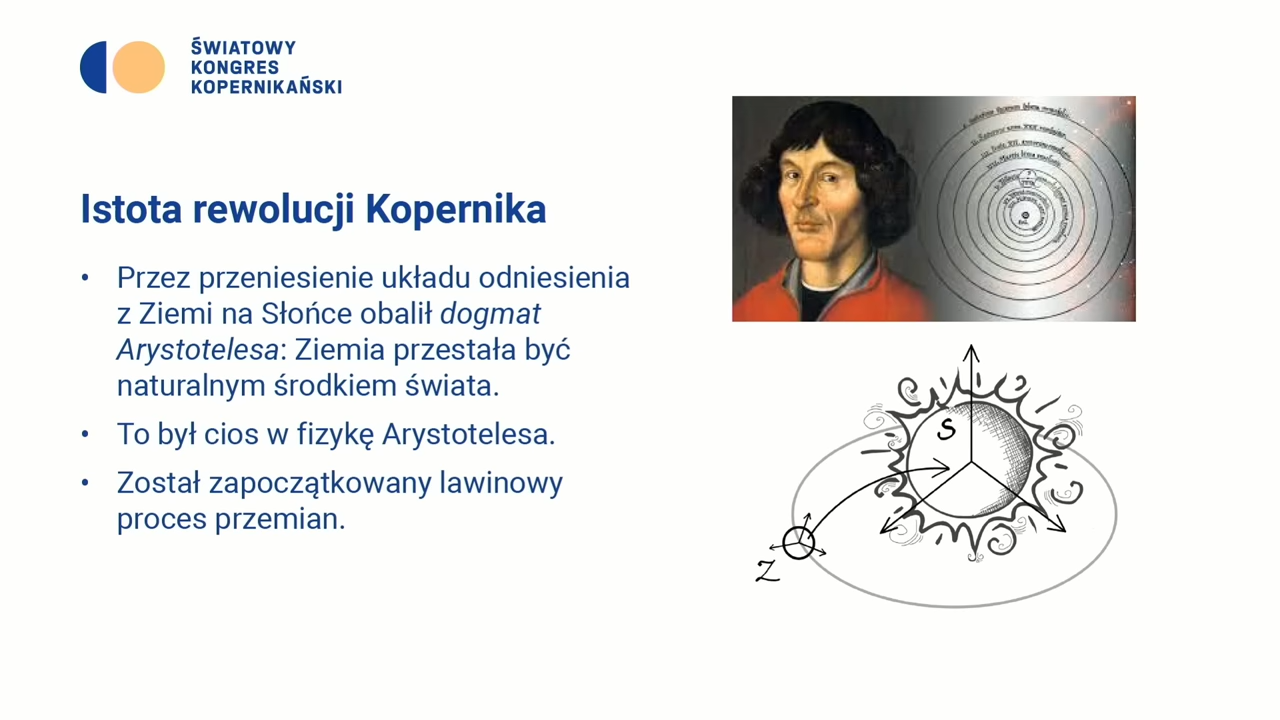 ŚWIATOWY
KONGRES
KOPERNIKAŃSKI
Istota rewolucji Kopernika
• Przez przeniesienie układu odniesienia
z Ziemi na Słońce obalił dogmat
Arystotelesa: Ziemia przestała być
naturalnym środkiem świata.
• To był cios w fizykę Arystotelesa.
• Został zapoczątkowany lawinowy
proces przemian.
S
Z